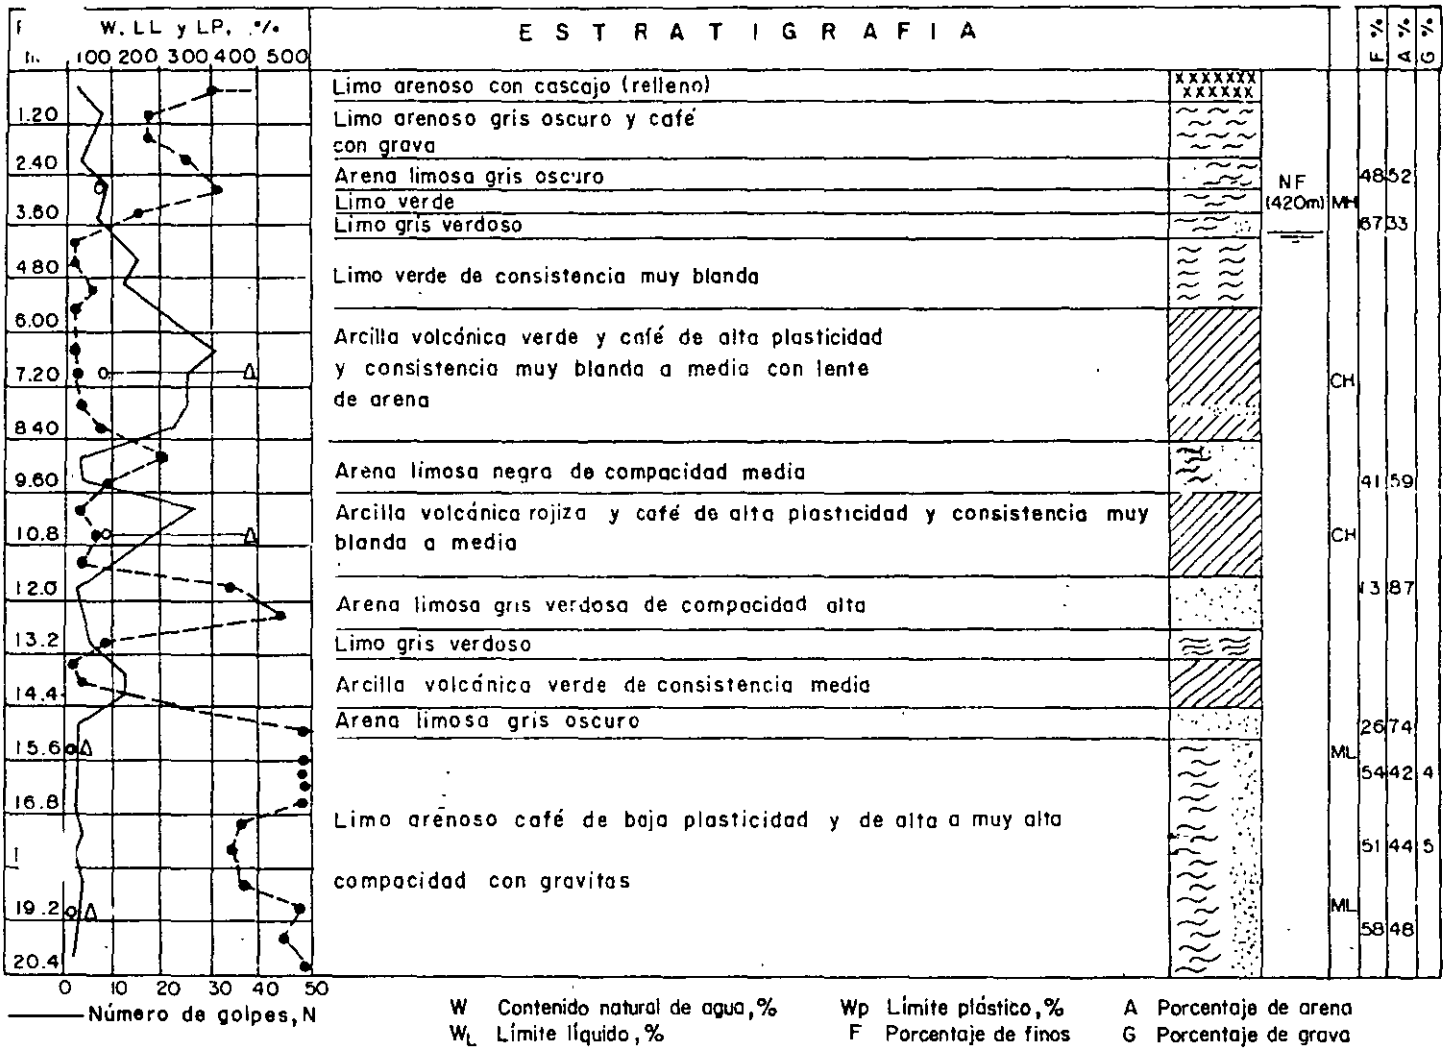 W, LL y LP, %
E S T R A T I G R A F I A
F %
A %
G %
100 200 300 400 500
Limo arenoso con cascajo (relleno)
1.20
Limo arenoso gris oscuro y café
con grava
2.40
Arena limosa gris oscuro
48 52
NF
(420m)
MH
Limo verde
3.60
Limo gris verdoso
67 33
4.80
Limo verde de consistencia muy blanda
6.00
Arcilla volcánica verde y café de alta plasticidad
y consistencia muy blanda a media con lente
de arena
7.20
CH
8.40
Arena limosa negra de compacidad media
9.60
41 59
Arcilla volcánica rojiza y café de alta plasticidad y consistencia muy
blanda a media
10.8
CH
12.0
13 87
Arena limosa gris verdosa de compacidad alta
13.2
Limo gris verdoso
14.4
Arcilla volcánica verde de consistencia media
Arena limosa gris oscuro
26 74
15.6
ML
54 42 4
16.8
Limo arenoso café de baja plasticidad y de alta a muy alta
51 44 5
compacidad con gravitas
19.2
ML
58 48
20.4
0 10 20 30 40 50
Número de golpes, N
W Contenido natural de agua, %
Wp Límite plástico, %
A Porcentaje de arena
WL Límite líquido, %
F Porcentaje de finos
G Porcentaje de grava